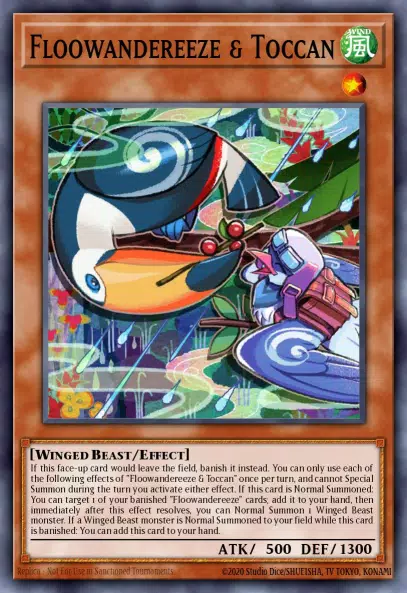 FLOOWANDEREEZE & TOCCAN
WIND
風
[WINGED BEAST/EFFECT]
If this face-up card would leave the field, banish it instead. You can only use each of
the following effects of "Floowandereeze & Toccan" once per turn, and cannot Special
Summon during the turn you activate either effect. If this card is Normal Summoned:
You can target 1 of your banished "Floowandereeze" cards; add it to your hand, then
immediately after this effect resolves, you can Normal Summon 1 Winged Beast
monster. If a Winged Beast monster is Normal Summoned to your field while this card
is banished: You can add this card to your hand.
ATK/ 500 DEF/1300
Replica - Not For Use in Sanctioned Tournaments. ©2020 Studio Dice/SHUEISHA, TV TOKYO, KONAMI